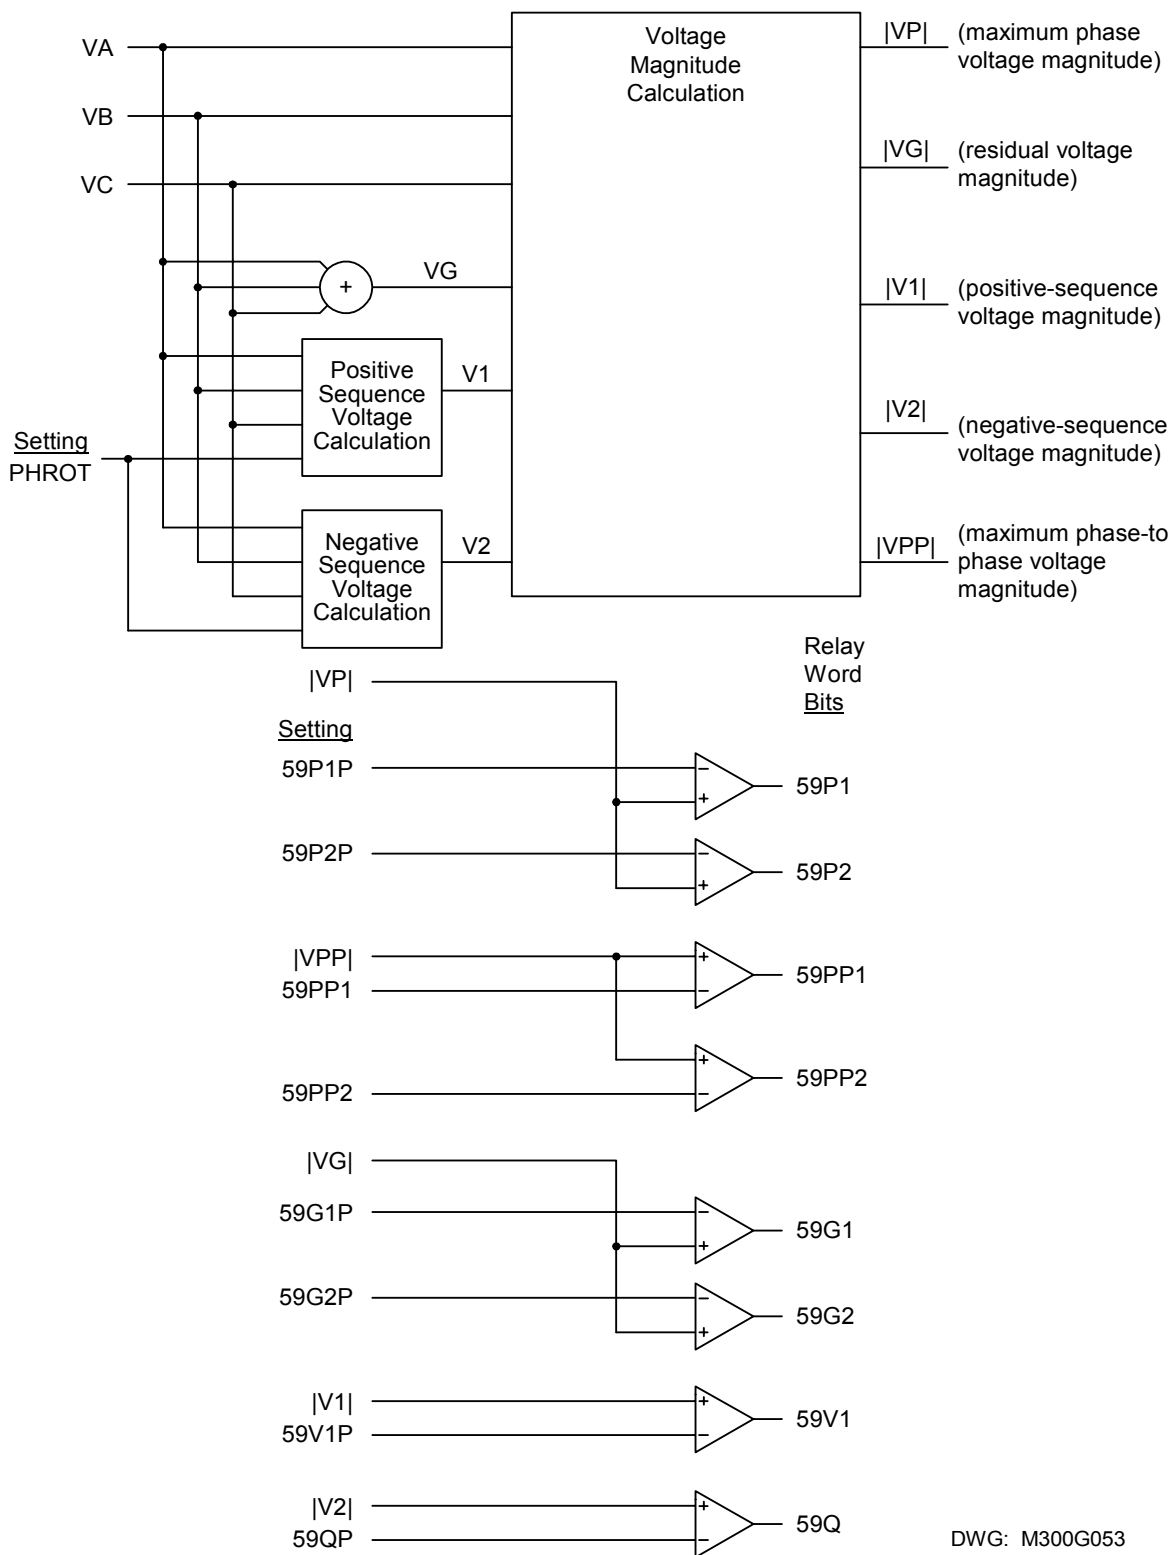 VA
VB
VC
Voltage
Magnitude
Calculation
|VP|
(maximum phase
voltage magnitude)
|VG|
(residual voltage
magnitude)
+
VG
|V1|
(positive-sequence
voltage magnitude)
Positive
Sequence
Voltage
Calculation
V1
|V2|
(negative-sequence
voltage magnitude)
Setting
PHROT
Negative
Sequence
Voltage
Calculation
V2
|VPP|
(maximum phase-to
phase voltage
magnitude)
Relay
Word
Bits
|VP|
Setting
59P1P
–
+
59P1
59P2P
–
+
59P2
|VPP|
59PP1
+
–
59PP1
59PP2
+
–
59PP2
|VG|
59G1P
–
+
59G1
59G2P
–
+
59G2
|V1|
59V1P
+
–
59V1
|V2|
59QP
+
–
59Q
DWG: M300G053